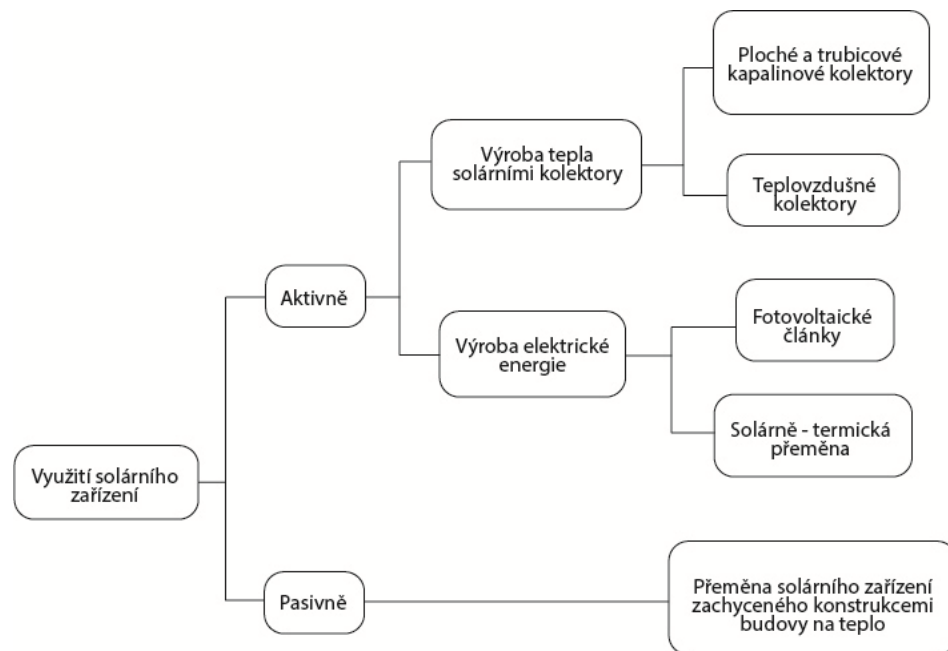 Ploché a trubicové
kapalinové kolektory
Výroba tepla
solárními kolektory
Teplovzdušné
kolektory
Aktivně
Fotovoltaické
články
Výroba elektrické
energie
Solárně - termická
přeměna
Využití solárního
zařízení
Pasivně
Přeměna solárního zařízení
zachyceného konstrukcemi
budovy na teplo